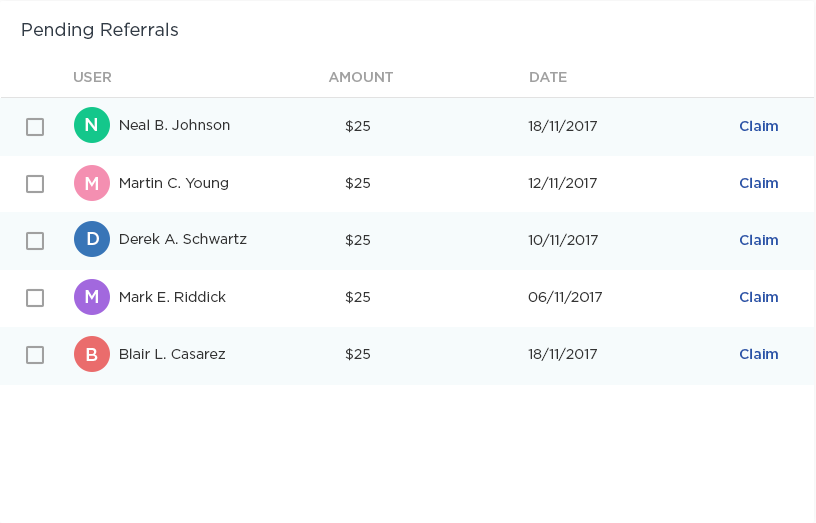 Pending Referrals
USER AMOUNT DATE
N Neal B. Johnson $25 18/11/2017 Claim
M Martin C. Young $25 12/11/2017 Claim
D Derek A. Schwartz $25 10/11/2017 Claim
M Mark E. Riddick $25 06/11/2017 Claim
B Blair L. Casarez $25 18/11/2017 Claim